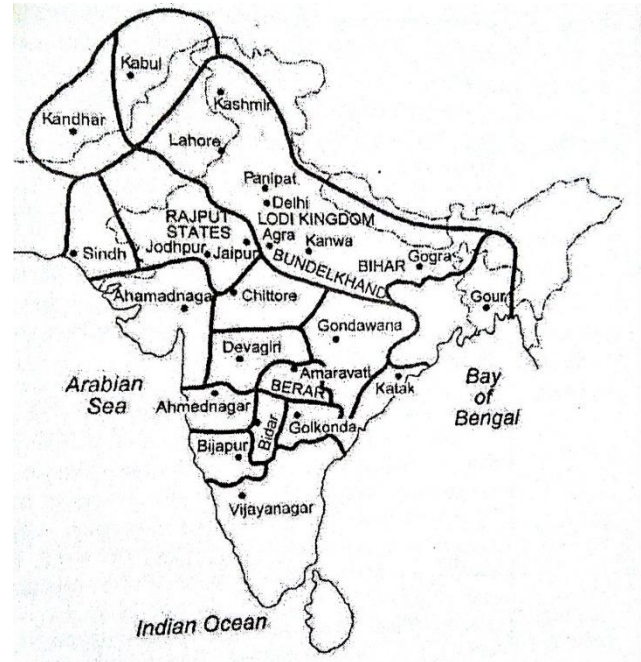 Kabul
Kashmir
Kandhar
Lahore
Panipat
Delhi
LODI KINGDOM
RAJPUT
STATES
Agra
Kanwa
Sindh
Jodhpur
Jaipur
BUNDELKHAND
BIHAR
Gogra
Ahamadnaga
Chittore
Gour
Gondawana
Devagiri
Amaravati
Arabian
Sea
BERAR
Katak
Bay
of
Bengal
Ahmednagar
Bidar
Golkonda
Bijapur
Vijayanagar
Indian Ocean